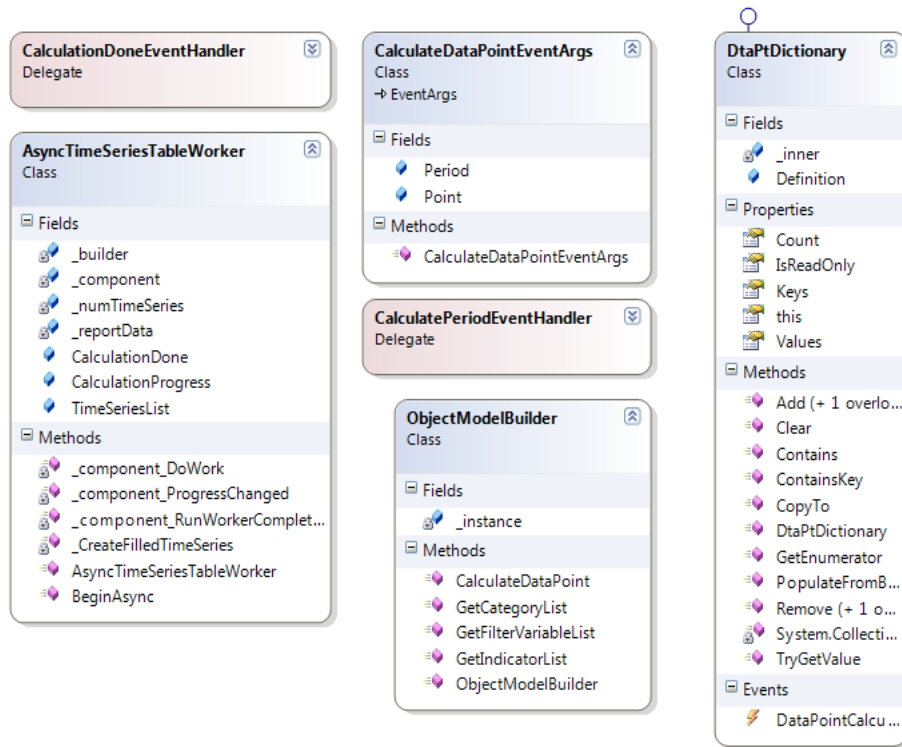 CalculationDoneEventHandler
Delegate
AsyncTimeSeriesTableWorker
Class
Fields
_builder
_component
_numTimeSeries
_reportData
CalculationDone
CalculationProgress
TimeSeriesList
Methods
_component_DoWork
_component_ProgressChanged
_component_RunWorkerComplet...
_CreateFilledTimeSeries
AsyncTimeSeriesTableWorker
BeginAsync
CalculateDataPointEventArgs
Class
EventArgs
Fields
Period
Point
Methods
CalculateDataPointEventArgs
CalculatePeriodEventHandler
Delegate
ObjectModelBuilder
Class
Fields
_instance
Methods
CalculateDataPoint
GetCategoryList
GetFilterVariableList
GetIndicatorList
ObjectModelBuilder
DtaPtDictionary
Class
Fields
_inner
Definition
Properties
Count
IsReadOnly
Keys
this
Values
Methods
Add (+ 1 overlo...
Clear
Contains
ContainsKey
CopyTo
DtaPtDictionary
GetEnumerator
PopulateFromB...
Remove (+ 1 o...
System.Collecti...
TryGetValue
Events
DataPointCalcu...